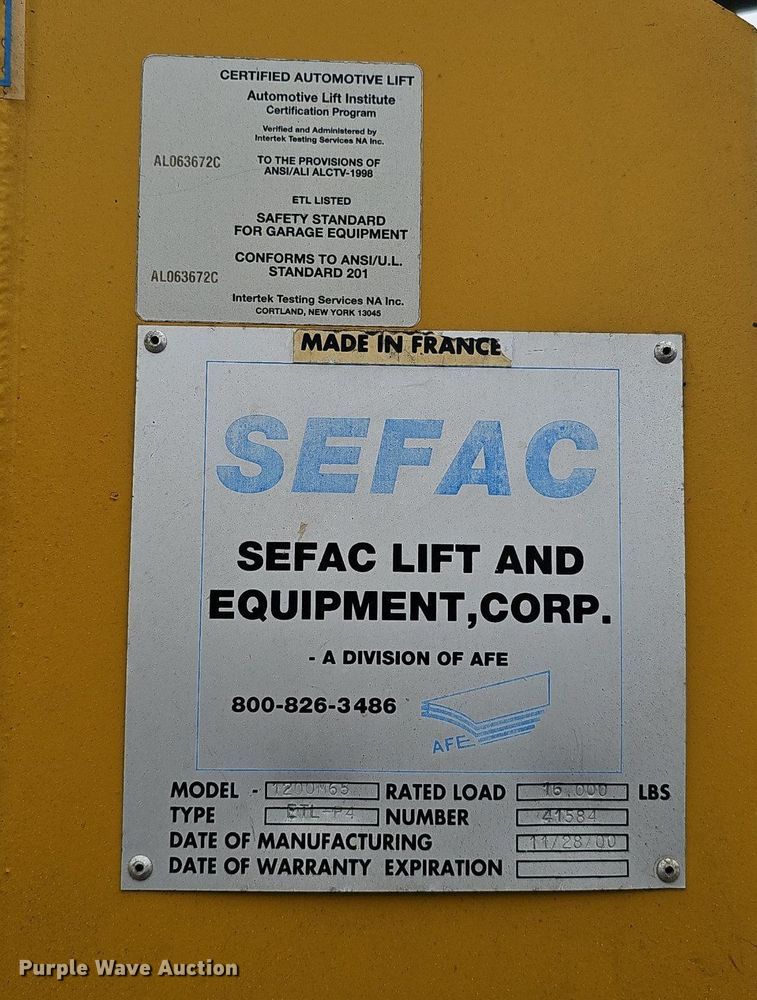 CERTIFIED AUTOMOTIVE LIFT
Automotive Lift Institute
Certification Program
Verified and Administered by
Intertek Testing Services NA Inc.
AL063672C
TO THE PROVISIONS OF
ANSI/ALI ALCTV-1998
ETL LISTED
SAFETY STANDARD
FOR GARAGE EQUIPMENT
CONFORMS TO ANSI/U.L.
STANDARD 201
AL063672C
Intertek Testing Services NA Inc.
CORTLAND, NEW YORK 13045
MADE IN FRANCE
SEFAC
SEFAC LIFT AND
EQUIPMENT,CORP.
- A DIVISION OF AFE
800-826-3486
AFE
MODEL - 1200M65 RATED LOAD 16,000 LBS
TYPE ETL-P4 NUMBER 41584
DATE OF MANUFACTURING 11/28/00
DATE OF WARRANTY EXPIRATION
Purple Wave Auction